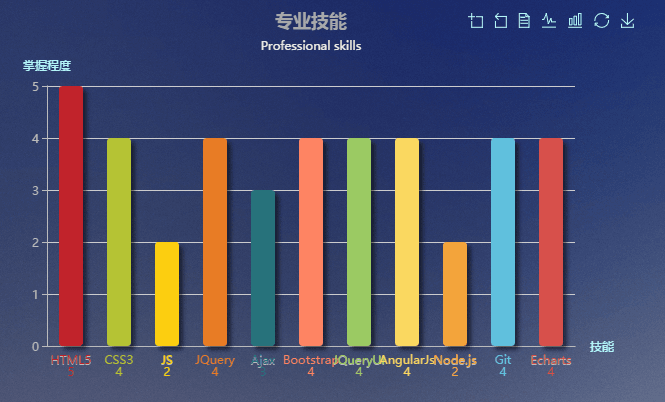 专业技能
Professional skills
掌握程度
5
4
3
2
1
0
HTML5 CSS3 JS JQuery Ajax Bootstrap JQueryUI AngularJs Node.js Git Echarts
5 4 2 4 3 4 4 4 2 4 4
技能